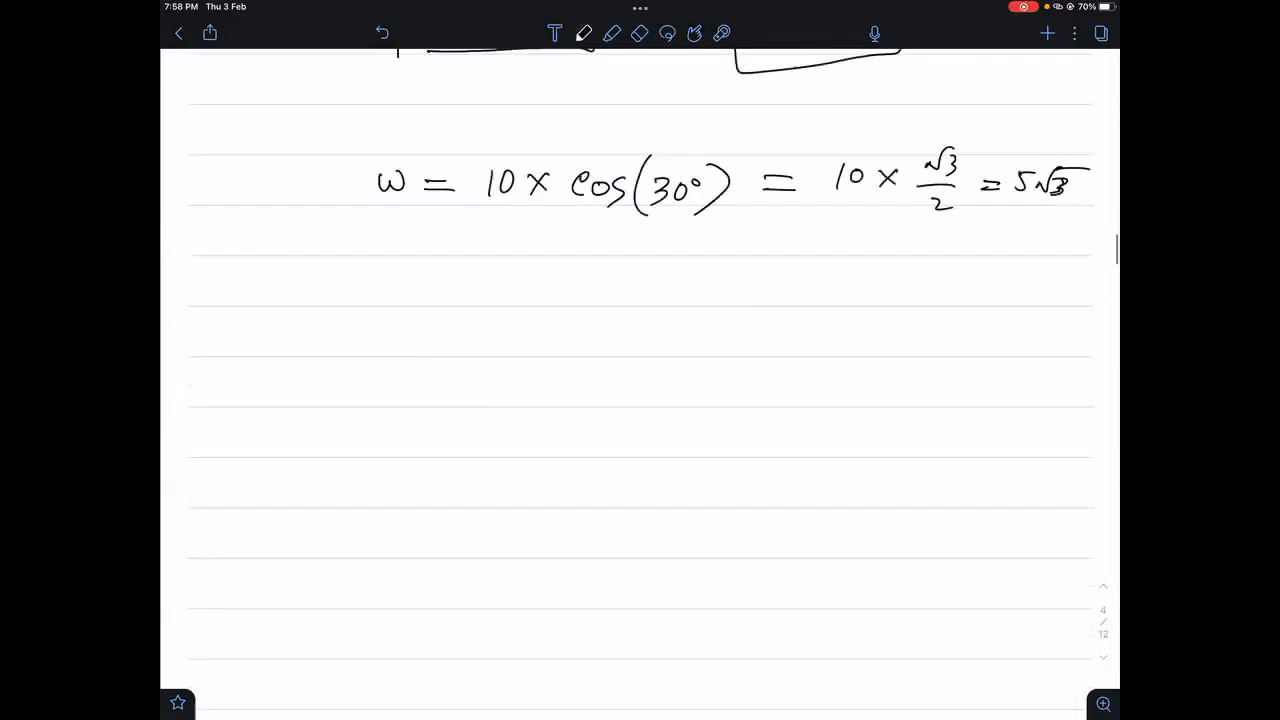 7:58 PM Thu 3 Feb
70%
T
w = 10 × cos(30°) = 10 × √3/2 = 5√3
4
/
12